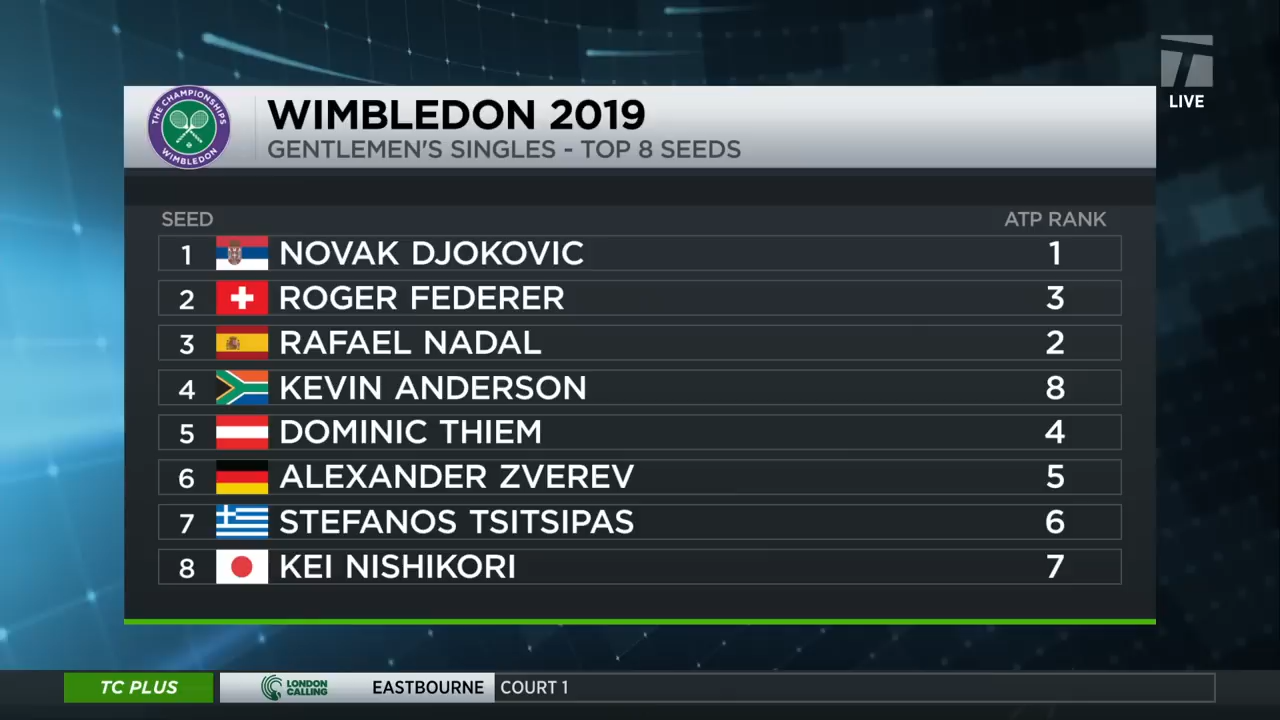 LIVE
THE CHAMPIONSHIPS
WIMBLEDON
WIMBLEDON 2019
GENTLEMEN'S SINGLES - TOP 8 SEEDS
SEED ATP RANK
1 NOVAK DJOKOVIC 1
2 ROGER FEDERER 3
3 RAFAEL NADAL 2
4 KEVIN ANDERSON 8
5 DOMINIC THIEM 4
6 ALEXANDER ZVEREV 5
7 STEFANOS TSITSIPAS 6
8 KEI NISHIKORI 7
TC PLUS LONDON CALLING EASTBOURNE COURT 1